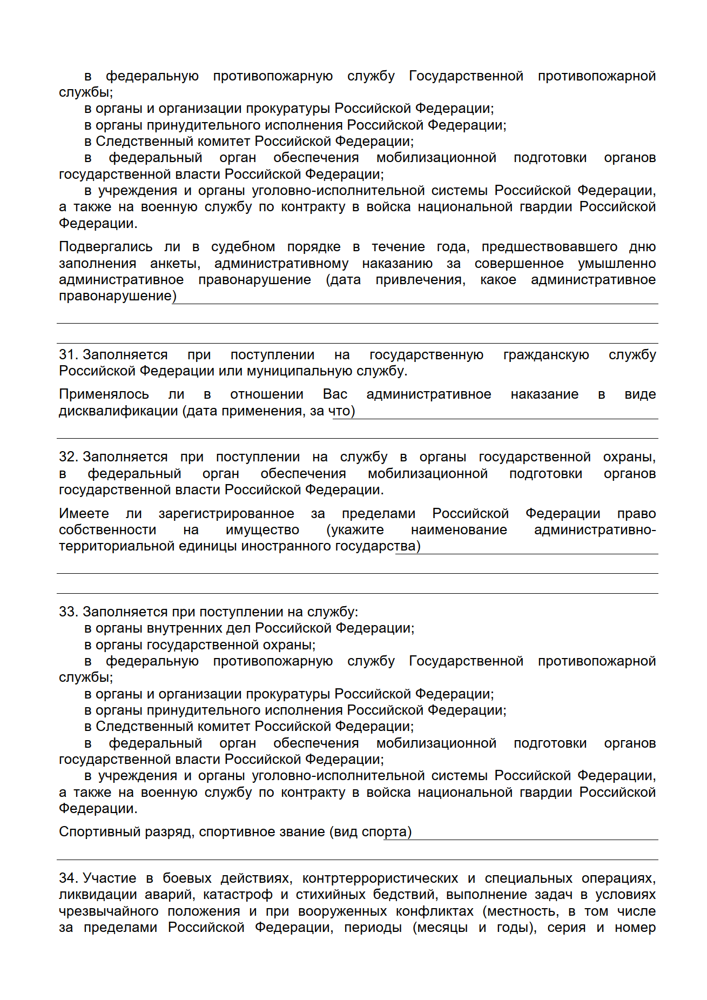 в федеральную противопожарную службу Государственной противопожарной
службы;
в органы и организации прокуратуры Российской Федерации;
в органы принудительного исполнения Российской Федерации;
в Следственный комитет Российской Федерации;
в федеральный орган обеспечения мобилизационной подготовки органов
государственной власти Российской Федерации;
в учреждения и органы уголовно-исполнительной системы Российской Федерации,
а также на военную службу по контракту в войска национальной гвардии Российской
Федерации.
Подвергались ли в судебном порядке в течение года, предшествовавшего дню
заполнения анкеты, административному наказанию за совершенное умышленно
административное правонарушение (дата привлечения, какое административное
правонарушение)
31. Заполняется при поступлении на государственную гражданскую службу
Российской Федерации или муниципальную службу.
Применялось ли в отношении Вас административное наказание в виде
дисквалификации (дата применения, за что)
32. Заполняется при поступлении на службу в органы государственной охраны,
в федеральный орган обеспечения мобилизационной подготовки органов
государственной власти Российской Федерации.
Имеете ли зарегистрированное за пределами Российской Федерации право
собственности на имущество (укажите наименование административно-
территориальной единицы иностранного государства)
33. Заполняется при поступлении на службу:
в органы внутренних дел Российской Федерации;
в органы государственной охраны;
в федеральную противопожарную службу Государственной противопожарной
службы;
в органы и организации прокуратуры Российской Федерации;
в органы принудительного исполнения Российской Федерации;
в Следственный комитет Российской Федерации;
в федеральный орган обеспечения мобилизационной подготовки органов
государственной власти Российской Федерации;
в учреждения и органы уголовно-исполнительной системы Российской Федерации,
а также на военную службу по контракту в войска национальной гвардии Российской
Федерации.
Спортивный разряд, спортивное звание (вид спорта)
34. Участие в боевых действиях, контртеррористических и специальных операциях,
ликвидации аварий, катастроф и стихийных бедствий, выполнение задач в условиях
чрезвычайного положения и при вооруженных конфликтах (местность, в том числе
за пределами Российской Федерации, периоды (месяцы и годы), серия и номер